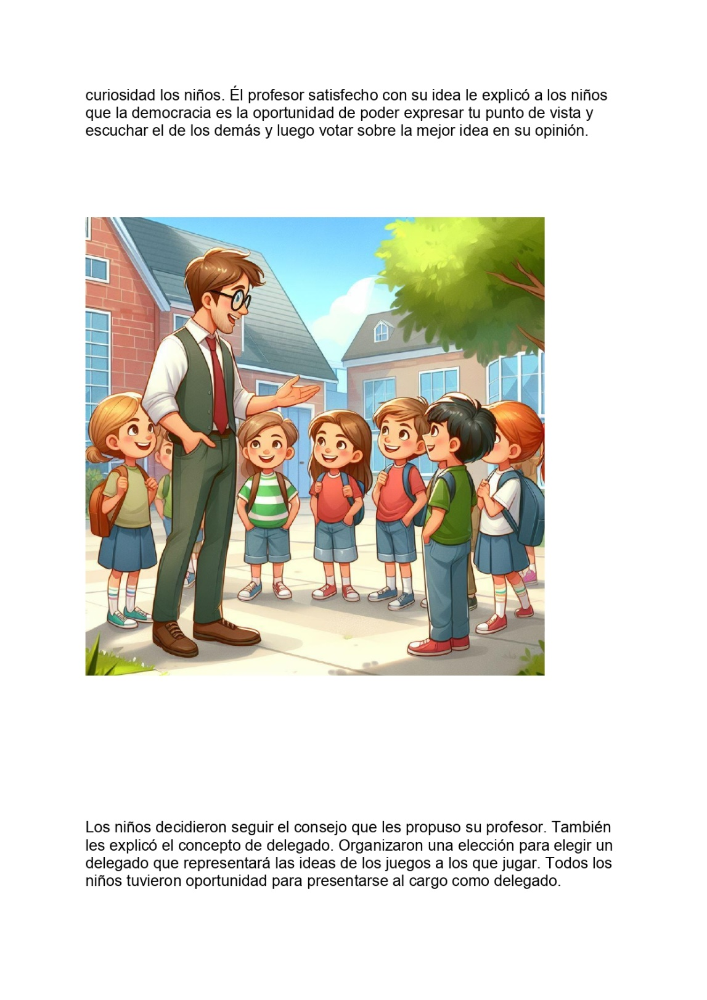 curiosidad los niños. Él profesor satisfecho con su idea le explicó a los niños
que la democracia es la oportunidad de poder expresar tu punto de vista y
escuchar el de los demás y luego votar sobre la mejor idea en su opinión.
Los niños decidieron seguir el consejo que les propuso su profesor. También
les explicó el concepto de delegado. Organizaron una elección para elegir un
delegado que representará las ideas de los juegos a los que jugar. Todos los
niños tuvieron oportunidad para presentarse al cargo como delegado.